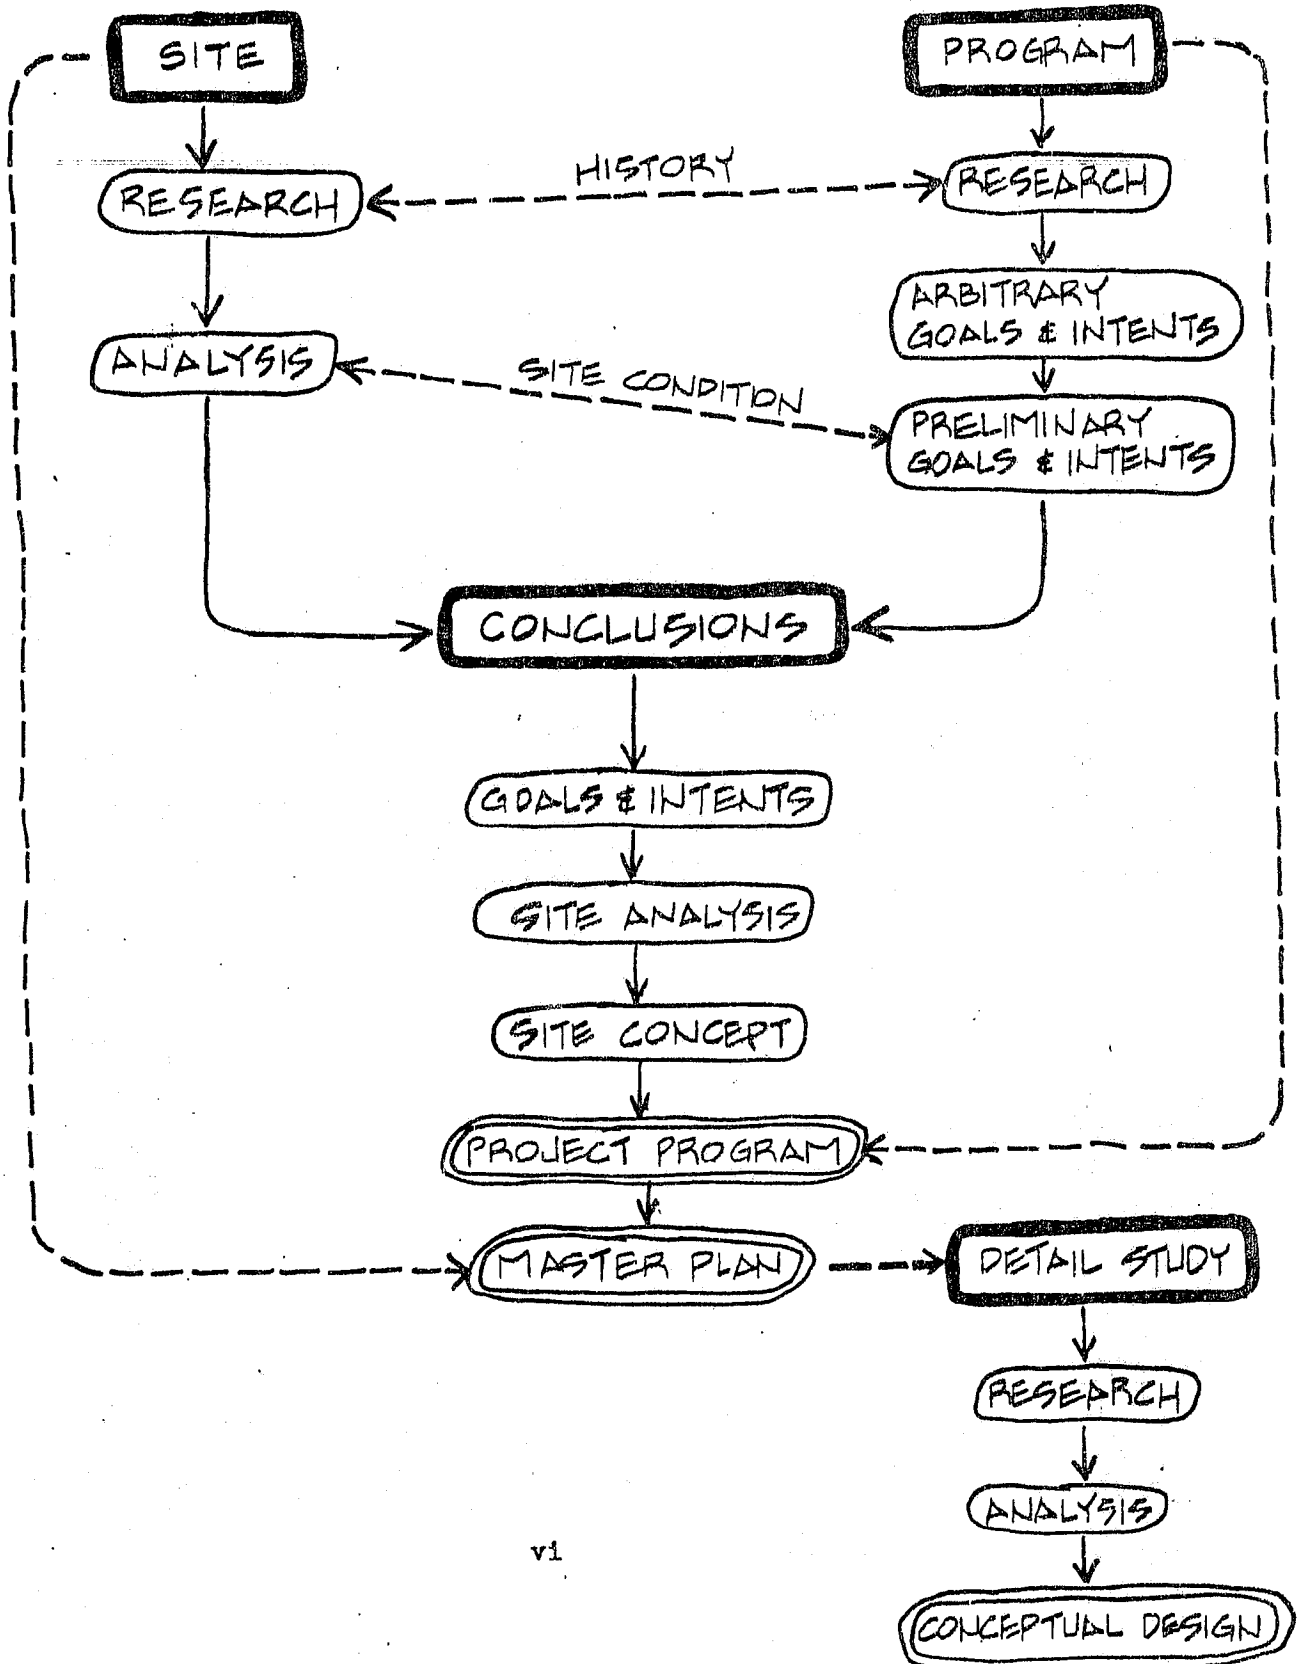 SITE
PROGRAM
HISTORY
RESEARCH
RESEARCH
ARBITRARY
GOALS & INTENTS
ANALYSIS
SITE CONDITION
PRELIMINARY
GOALS & INTENTS
CONCLUSIONS
GOALS & INTENTS
SITE ANALYSIS
SITE CONCEPT
PROJECT PROGRAM
MASTER PLAN
DETAIL STUDY
RESEARCH
ANALYSIS
vi
CONCEPTUAL DESIGN